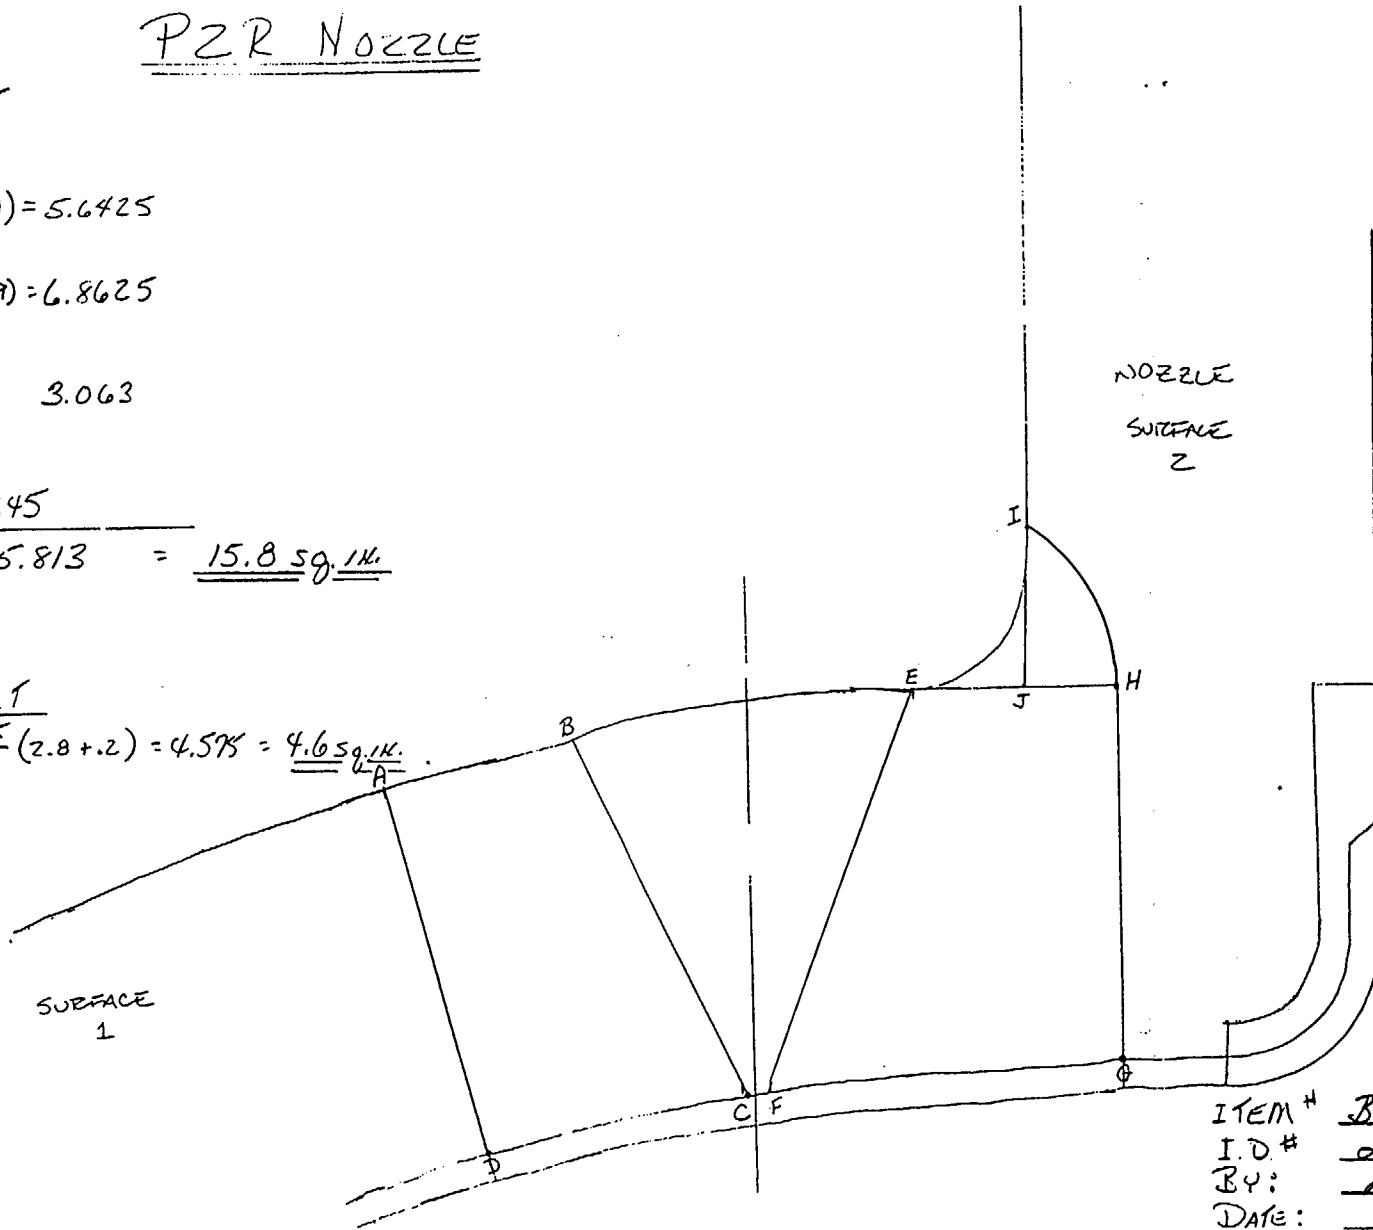 PZR NOZZLE
) = 5.6425
) = 6.8625
3.063
45
5.813 = 15.8 sq. IN.
T
(2.8 + .2) = 4.575 = 4.6 sq. IN.
NOZZLE
SURFACE
2
I
E
J
H
B
A
SURFACE
1
C F
G
D
ITEM #
I.D. #
BY:
DATE: